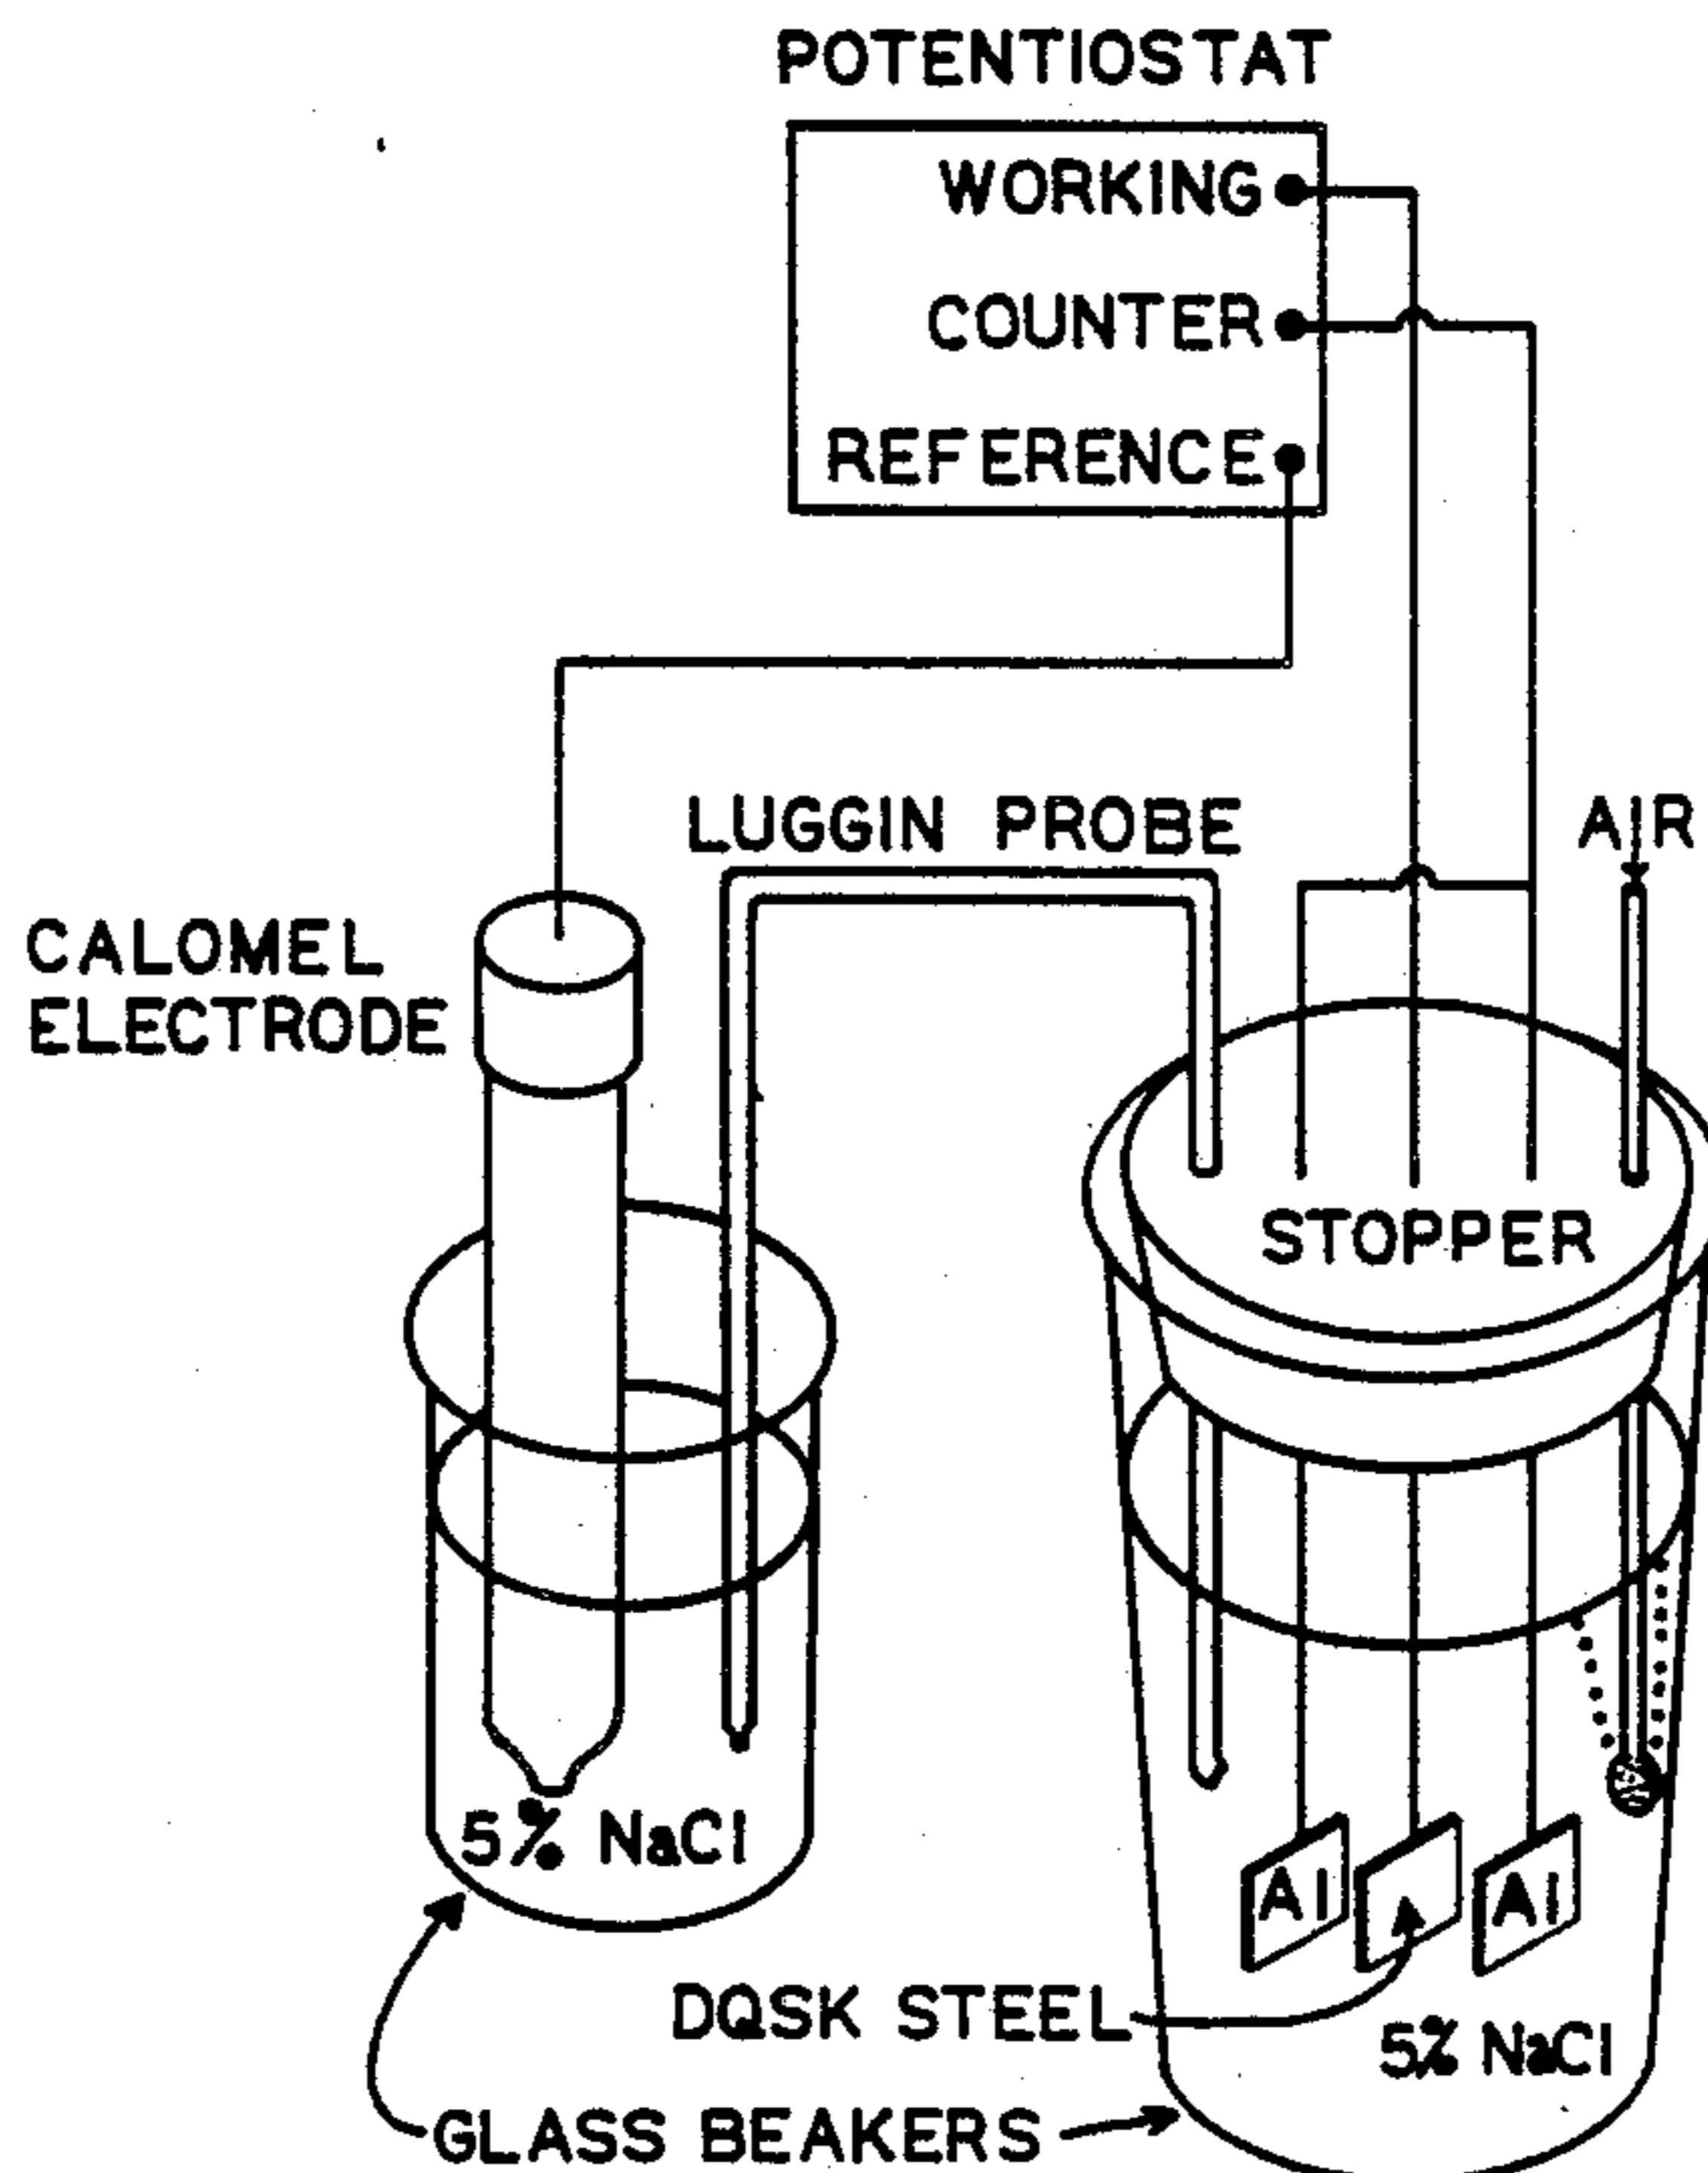 POTENTIOSTAT
WORKING
COUNTER
REFERENCE
LUGGIN PROBE
AIR
CALOMEL
ELECTRODE
STOPPER
5% NaCl
Al
Al
DQSK STEEL
5% NaCl
GLASS BEAKERS